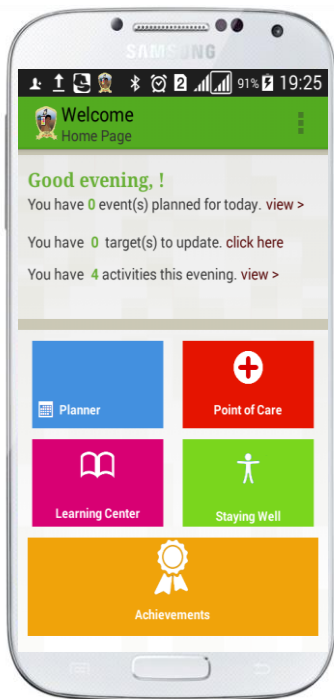 SAMSUNG
2 91% 19:25
Welcome
Home Page
Good evening, !
You have 0 event(s) planned for today. view >
You have 0 target(s) to update. click here
You have 4 activities this evening. view >
Planner
Point of Care
Learning Center
Staying Well
Achievements